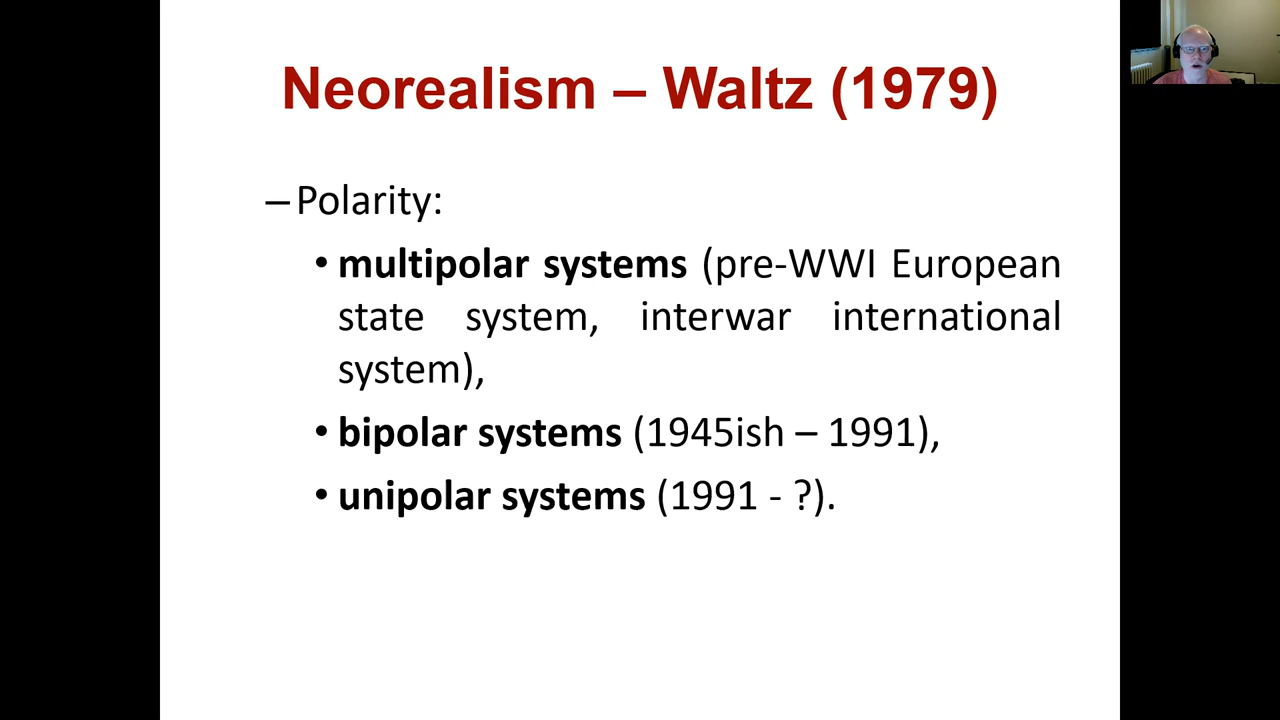 Neorealism – Waltz (1979)
– Polarity:
• multipolar systems (pre-WWI European
state system, interwar international
system),
• bipolar systems (1945ish – 1991),
• unipolar systems (1991 - ?).